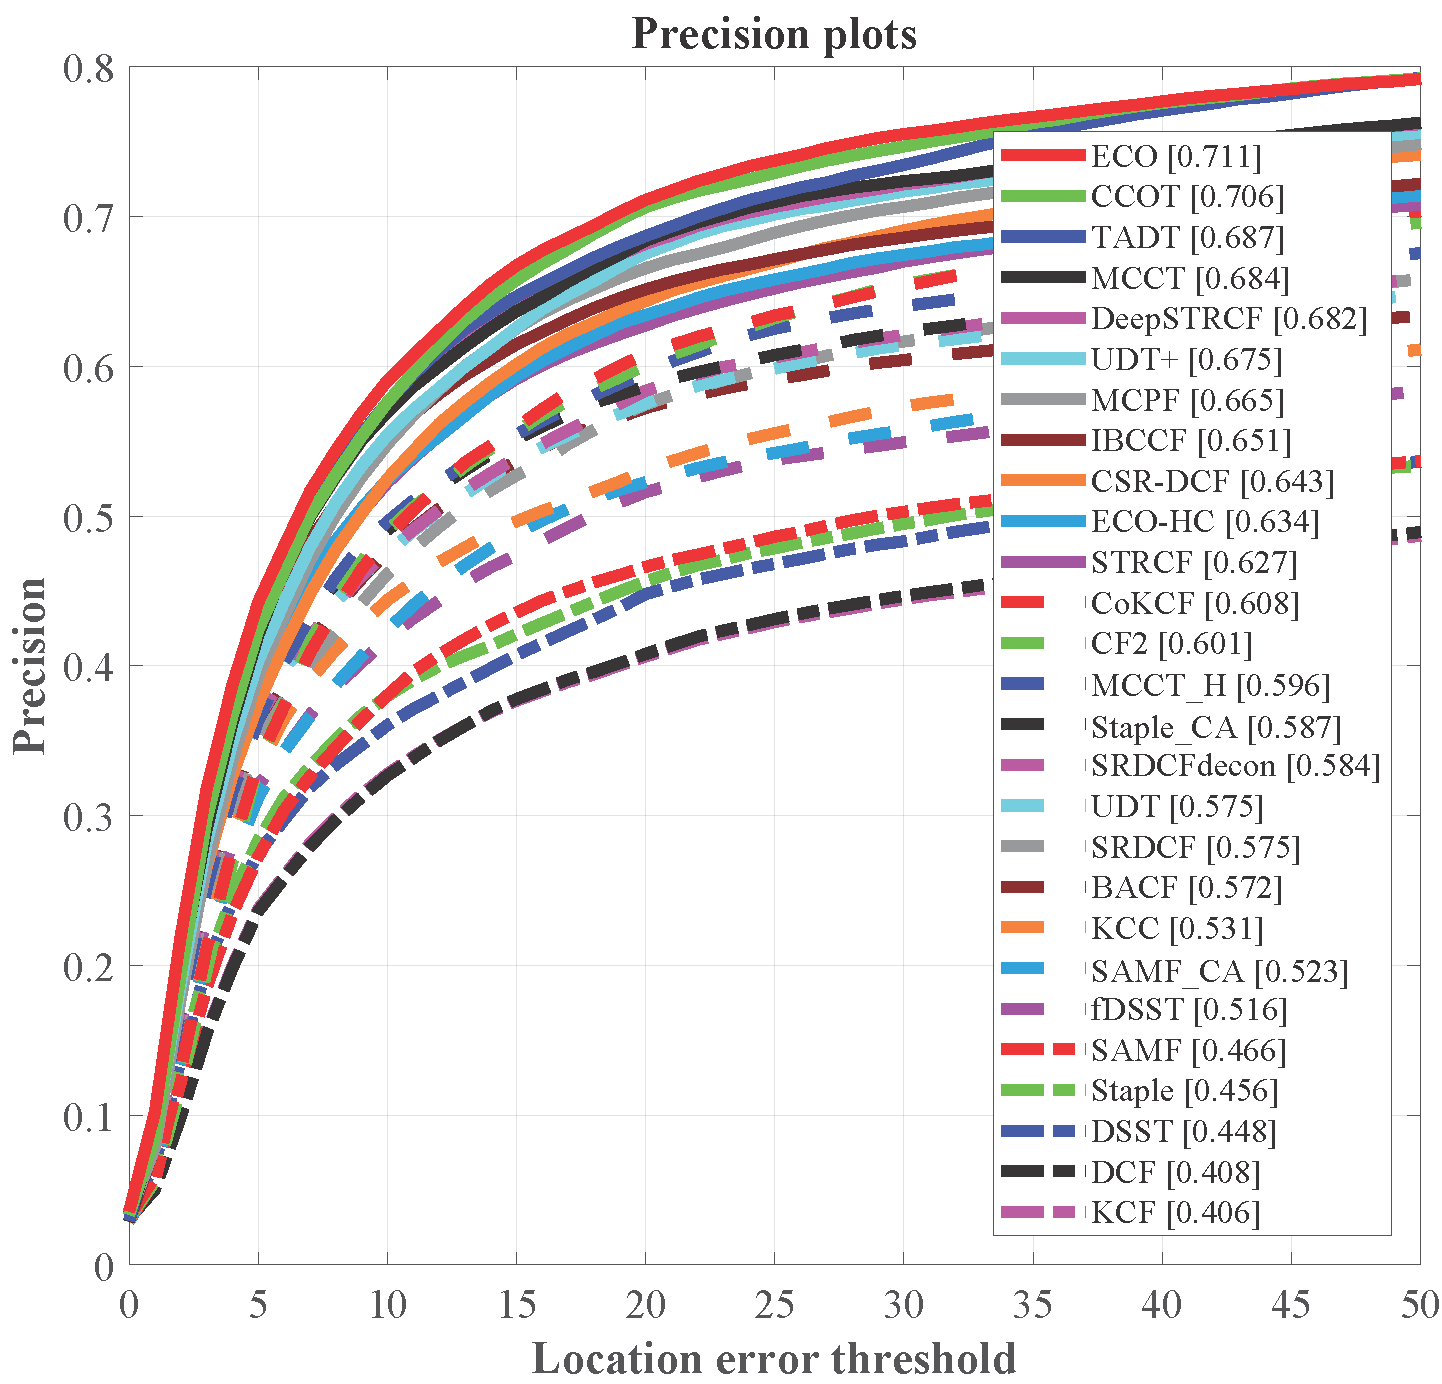 Precision plots
0.8
0.7
0.6
0.5
0.4
0.3
0.2
0.1
0
Precision
ECO [0.711]
CCOT [0.706]
TADT [0.687]
MCCT [0.684]
DeepSTRCF [0.682]
UDT+ [0.675]
MCPF [0.665]
IBCCF [0.651]
CSR-DCF [0.643]
ECO-HC [0.634]
STRCF [0.627]
CoKCF [0.608]
CF2 [0.601]
MCCT_H [0.596]
Staple_CA [0.587]
SRDCFdecon [0.584]
UDT [0.575]
SRDCF [0.575]
BACF [0.572]
KCC [0.531]
SAMF_CA [0.523]
fDSST [0.516]
SAMF [0.466]
Staple [0.456]
DSST [0.448]
DCF [0.408]
KCF [0.406]
0 5 10 15 20 25 30 35 40 45 50
Location error threshold